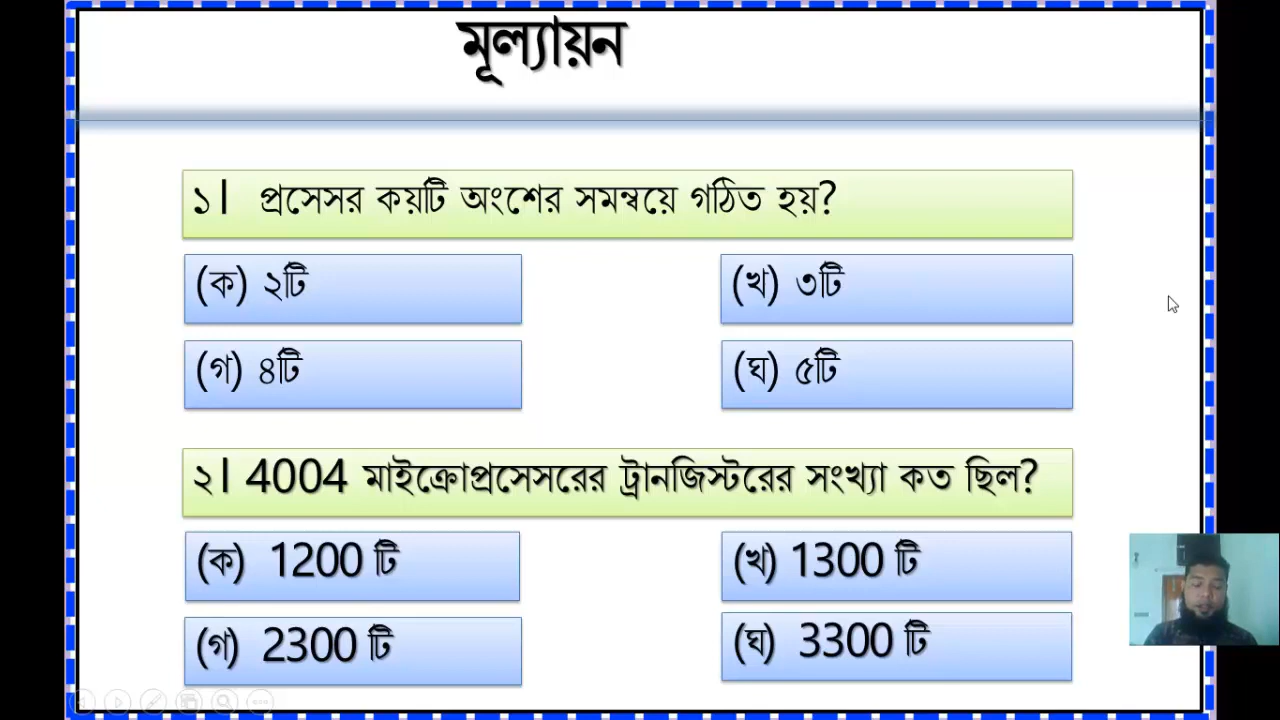 মূল্যায়ন
১। প্রসেসর কয়টি অংশের সমন্বয়ে গঠিত হয়?
(ক) ২টি (খ) ৩টি
(গ) ৪টি (ঘ) ৫টি
২। 4004 মাইক্রোপ্রসেসরের ট্রানজিস্টরের সংখ্যা কত ছিল?
(ক) 1200 টি (খ) 1300 টি
(গ) 2300 টি (ঘ) 3300 টি